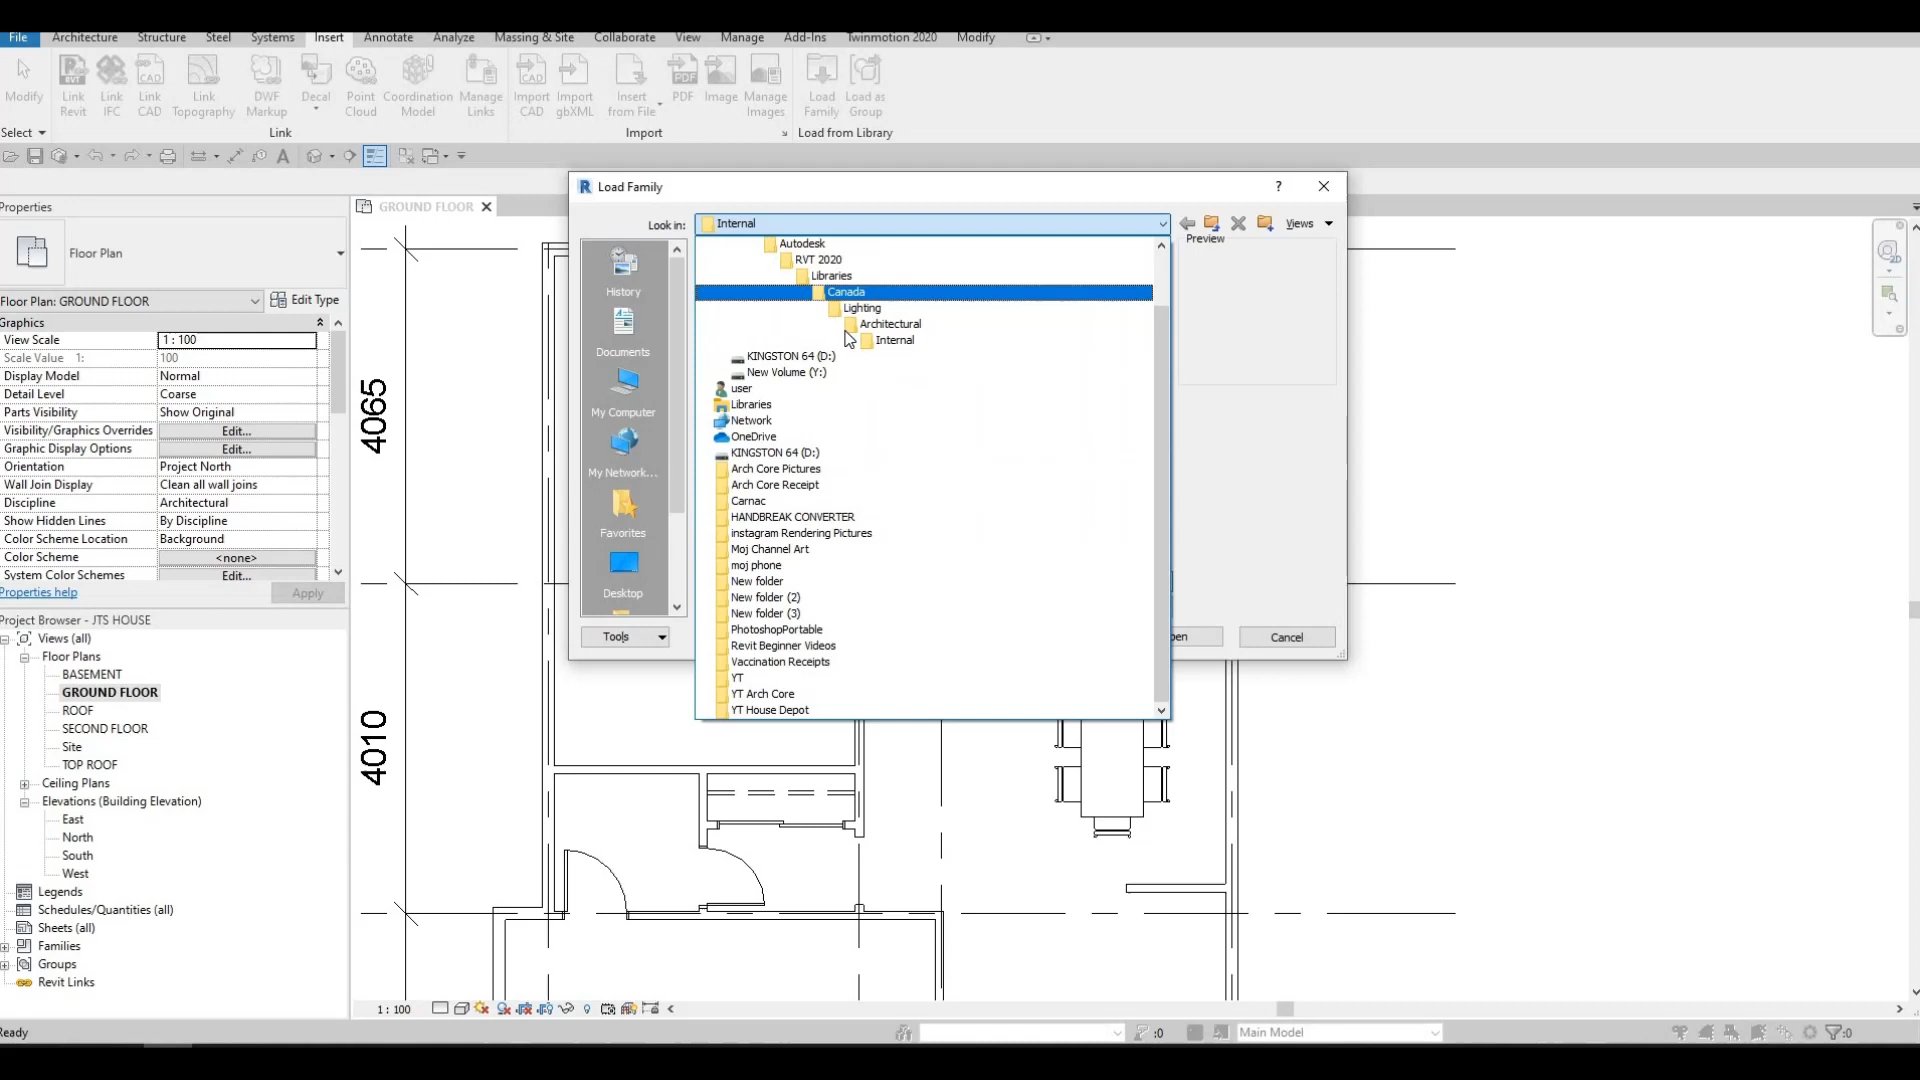 File Architecture Structure Steel Systems Insert Annotate Analyze Massing & Site Collaborate View Manage Add-Ins Twinmotion 2020 Modify
Modify
Link Revit
Link IFC
Link CAD
Link Topography
DWF Markup
Decal
Point Cloud
Coordination Model
Manage Links
Import CAD
Import gbXML
Insert from File
PDF
Image
Manage Images
Load Family
Load as Group
Select
Link
Import
Load from Library
Properties
GROUND FLOOR
Floor Plan
Floor Plan: GROUND FLOOR
Edit Type
Graphics
View Scale 1 : 100
Scale Value 1: 100
Display Model Normal
Detail Level Coarse
Parts Visibility Show Original
Visibility/Graphics Overrides Edit...
Graphic Display Options Edit...
Orientation Project North
Wall Join Display Clean all wall joins
Discipline Architectural
Show Hidden Lines By Discipline
Color Scheme Location Background
Color Scheme <none>
System Color Schemes Edit...
Properties help
Apply
Project Browser - JTS HOUSE
Views (all)
Floor Plans
BASEMENT
GROUND FLOOR
ROOF
SECOND FLOOR
Site
TOP ROOF
Ceiling Plans
Elevations (Building Elevation)
East
North
South
West
Legends
Schedules/Quantities (all)
Sheets (all)
Families
Groups
Revit Links
Ready
4065
4010
R Load Family ?
Look in: Internal
Views
Preview
History
Documents
My Computer
My Network...
Favorites
Desktop
Tools
Autodesk
RVT 2020
Libraries
Canada
Lighting
Architectural
Internal
KINGSTON 64 (D:)
New Volume (Y:)
user
Libraries
Network
OneDrive
KINGSTON 64 (D:)
Arch Core Pictures
Arch Core Receipt
Carnac
HANDBREAK CONVERTER
instagram Rendering Pictures
Moj Channel Art
moj phone
New folder
New folder (2)
New folder (3)
PhotoshopPortable
Revit Beginner Videos
Vaccination Receipts
YT
YT Arch Core
YT House Depot
pen
Cancel
2D
1 : 100
:0
Main Model
:0